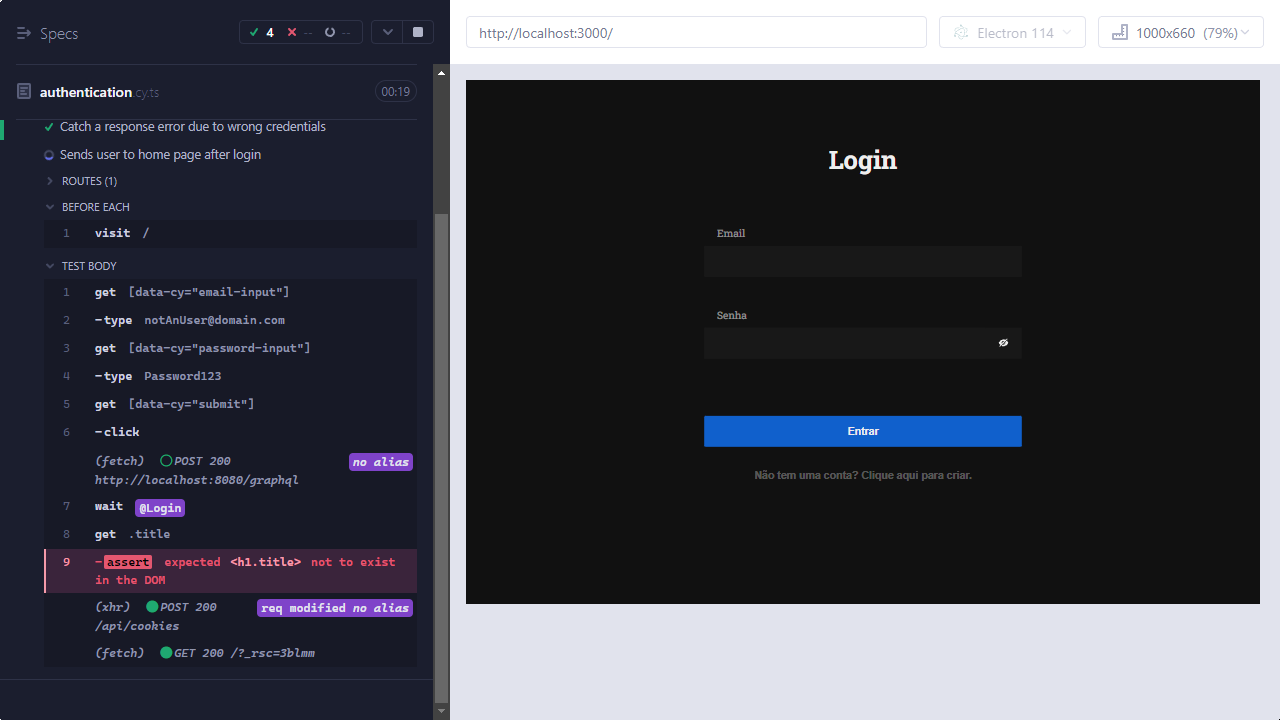 Specs
4
--
--
authentication.cy.ts
00:19
Catch a response error due to wrong credentials
Sends user to home page after login
ROUTES (1)
BEFORE EACH
1 visit /
TEST BODY
1 get [data-cy="email-input"]
2 -type notAnUser@domain.com
3 get [data-cy="password-input"]
4 -type Password123
5 get [data-cy="submit"]
6 -click
(fetch) POST 200 no alias
http://localhost:8080/graphql
7 wait @Login
8 get .title
9 -assert expected <h1.title> not to exist
in the DOM
(xhr) POST 200 req modified no alias
/api/cookies
(fetch) GET 200 /?_rsc=3blmm
http://localhost:3000/
Electron 114
1000x660 (79%)
Login
Email
Senha
Entrar
Não tem uma conta? Clique aqui para criar.